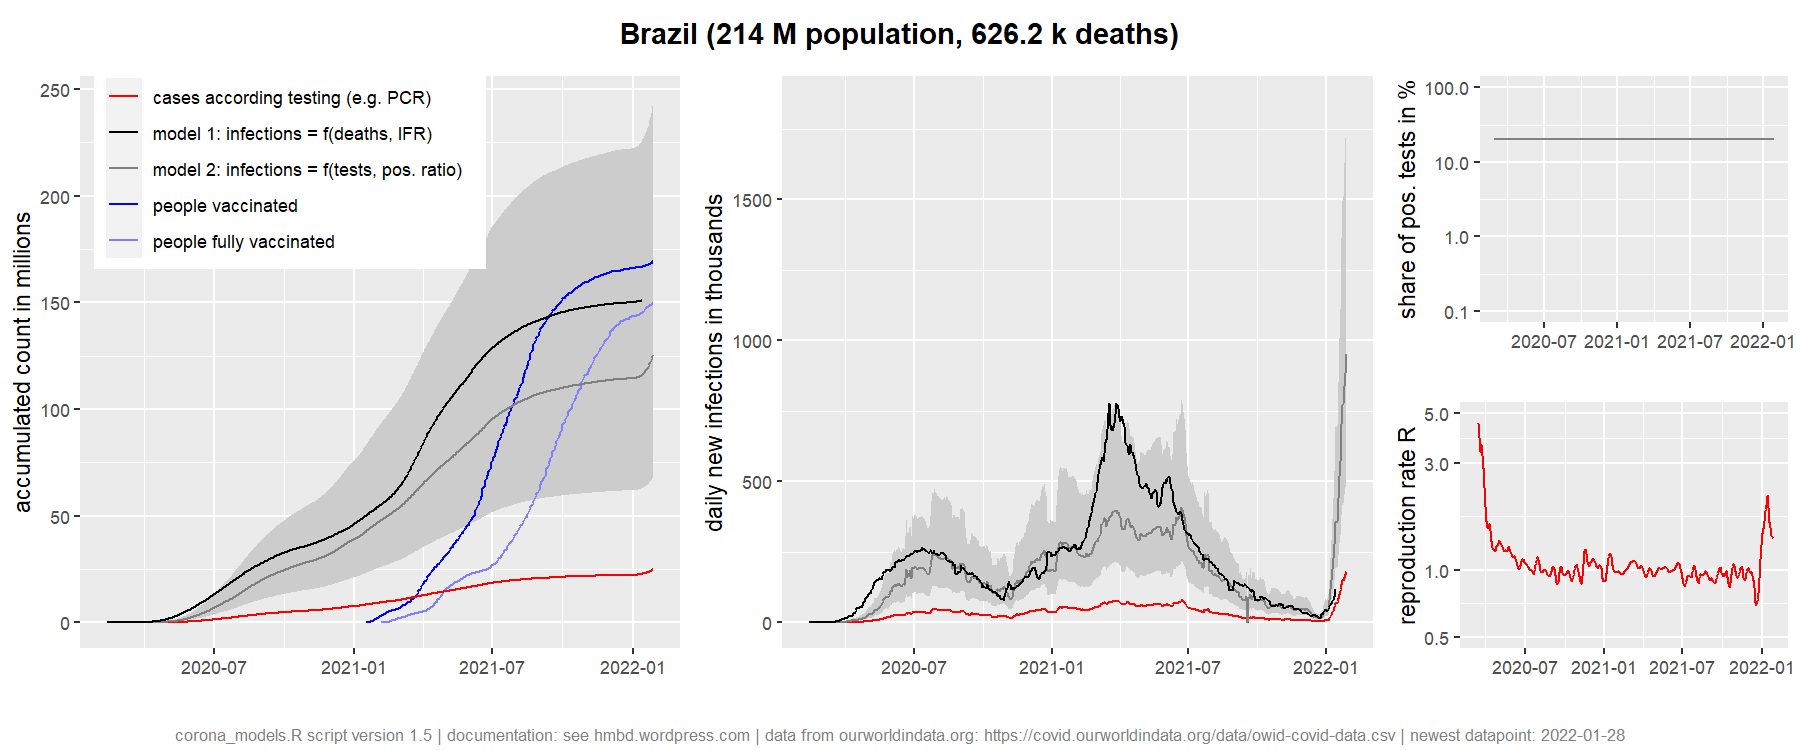 Brazil (214 M population, 626.2 k deaths)
accumulated count in millions
250
200
150
100
50
0
cases according testing (e.g. PCR)
model 1: infections = f(deaths, IFR)
model 2: infections = f(tests, pos. ratio)
people vaccinated
people fully vaccinated
2020-07 2021-01 2021-07 2022-01
daily new infections in thousands
1500
1000
500
0
2020-07 2021-01 2021-07 2022-01
share of pos. tests in %
100.0
10.0
1.0
0.1
2020-07 2021-01 2021-07 2022-01
reproduction rate R
5.0
3.0
1.0
0.5
2020-07 2021-01 2021-07 2022-01
corona_models.R script version 1.5 | documentation: see hmbd.wordpress.com | data from ourworldindata.org: https://covid.ourworldindata.org/data/owid-covid-data.csv | newest datapoint: 2022-01-28